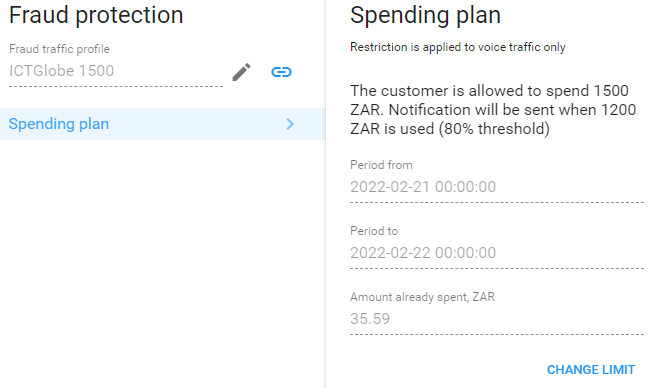 Fraud protection
Fraud traffic profile
ICTGlobe 1500
Spending plan
Spending plan
Restriction is applied to voice traffic only
The customer is allowed to spend 1500
ZAR. Notification will be sent when 1200
ZAR is used (80% threshold)
Period from
2022-02-21 00:00:00
Period to
2022-02-22 00:00:00
Amount already spent, ZAR
35.59
CHANGE LIMIT